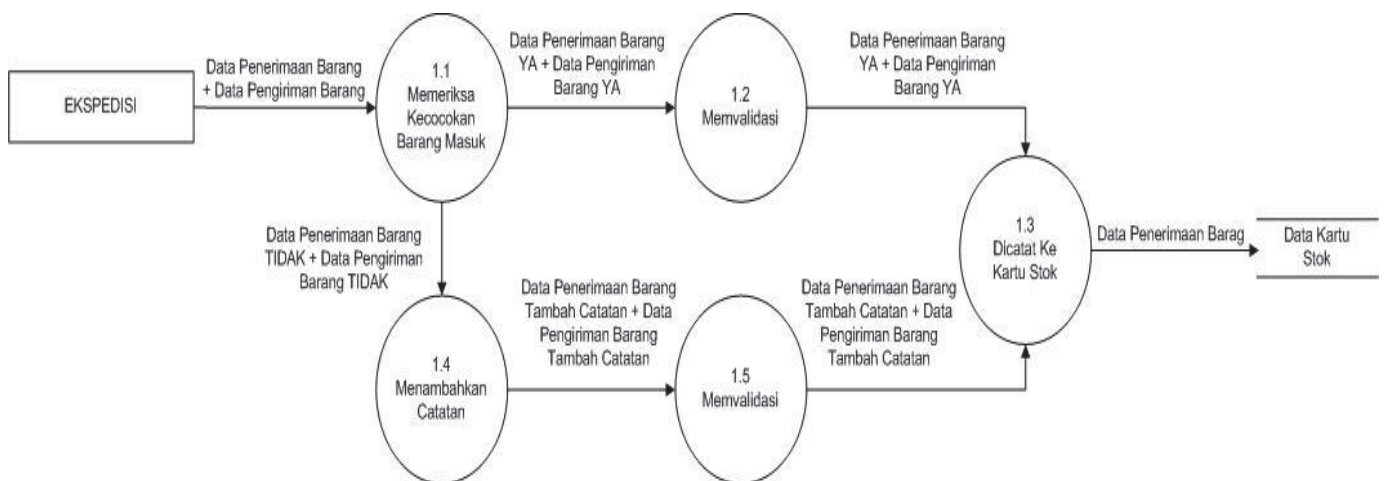 EKSPEDISI
Data Penerimaan Barang
+ Data Pengiriman Barang
1.1
Memeriksa
Kecocokan
Barang Masuk
Data Penerimaan Barang
YA + Data Pengiriman
Barang YA
1.2
Memvalidasi
Data Penerimaan Barang
YA + Data Pengiriman
Barang YA
1.3
Dicatat Ke
Kartu Stok
Data Penerimaan Barag
Data Kartu
Stok
Data Penerimaan Barang
TIDAK + Data Pengiriman
Barang TIDAK
1.4
Menambahkan
Catatan
Data Penerimaan Barang
Tambah Catatan + Data
Pengiriman Barang
Tambah Catatan
1.5
Memvalidasi
Data Penerimaan Barang
Tambah Catatan + Data
Pengiriman Barang
Tambah Catatan